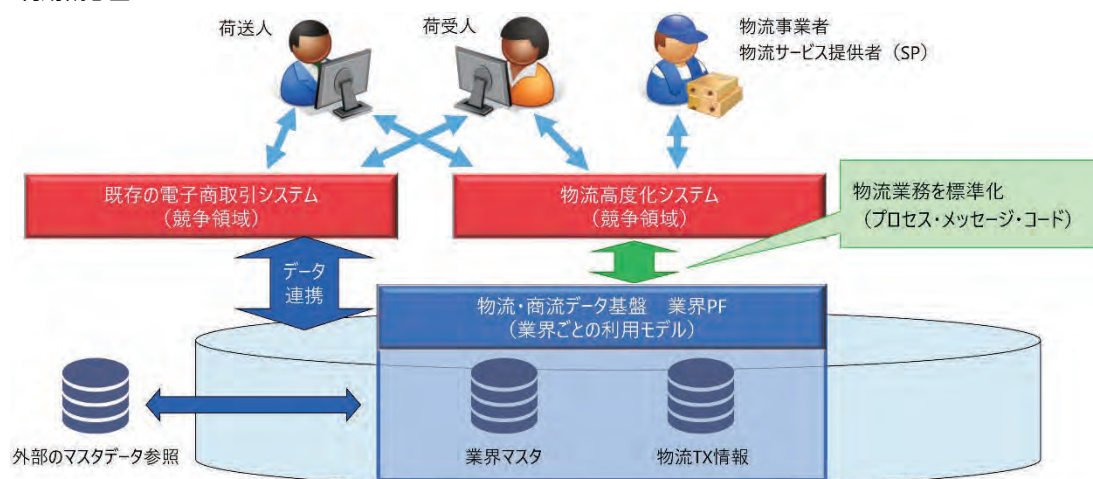 荷送人
荷受人
物流事業者
物流サービス提供者（SP）
既存の電子商取引システム
（競争領域）
物流高度化システム
（競争領域）
物流業務を標準化
（プロセス・メッセージ・コード）
データ
連携
物流・商流データ基盤　業界PF
（業界ごとの利用モデル）
外部のマスタデータ参照
業界マスタ
物流TX情報